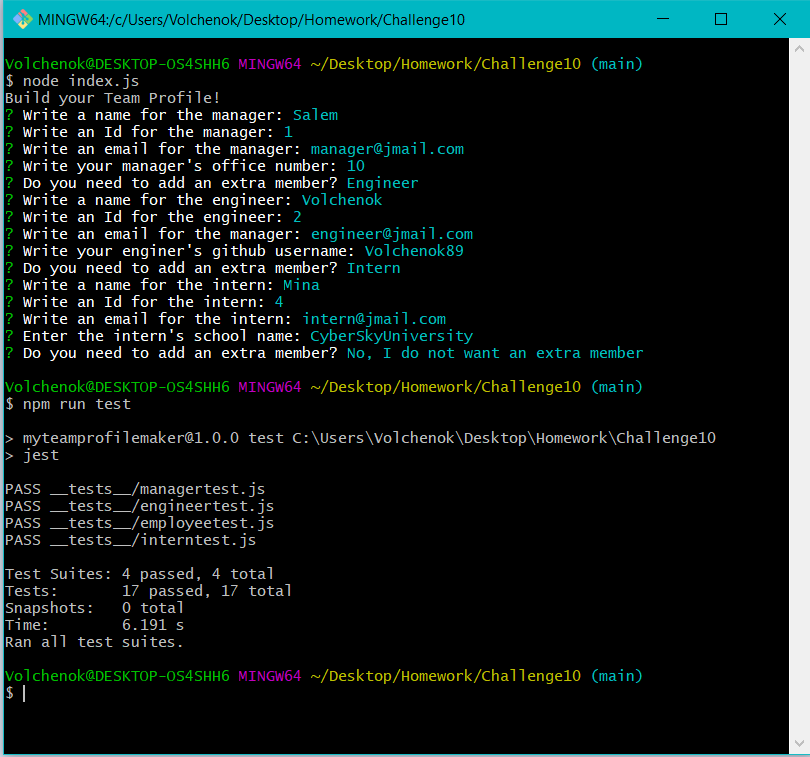 MINGW64:/c/Users/Volchenok/Desktop/Homework/Challenge10
Volchenok@DESKTOP-OS4SHH6 MINGW64 ~/Desktop/Homework/Challenge10 (main)
$ node index.js
Build your Team Profile!
? Write a name for the manager: Salem
? Write an Id for the manager: 1
? Write an email for the manager: manager@jmail.com
? Write your manager's office number: 10
? Do you need to add an extra member? Engineer
? Write a name for the engineer: Volchenok
? Write an Id for the engineer: 2
? Write an email for the manager: engineer@jmail.com
? Write your enginer's github username: Volchenok89
? Do you need to add an extra member? Intern
? Write a name for the intern: Mina
? Write an Id for the intern: 4
? Write an email for the intern: intern@jmail.com
? Enter the intern's school name: CyberSkyUniversity
? Do you need to add an extra member? No, I do not want an extra member
Volchenok@DESKTOP-OS4SHH6 MINGW64 ~/Desktop/Homework/Challenge10 (main)
$ npm run test
> myteamprofilemaker@1.0.0 test C:\Users\Volchenok\Desktop\Homework\Challenge10
> jest
PASS __tests__/managertest.js
PASS __tests__/engineertest.js
PASS __tests__/employeetest.js
PASS __tests__/interntest.js
Test Suites: 4 passed, 4 total
Tests: 17 passed, 17 total
Snapshots: 0 total
Time: 6.191 s
Ran all test suites.
Volchenok@DESKTOP-OS4SHH6 MINGW64 ~/Desktop/Homework/Challenge10 (main)
$